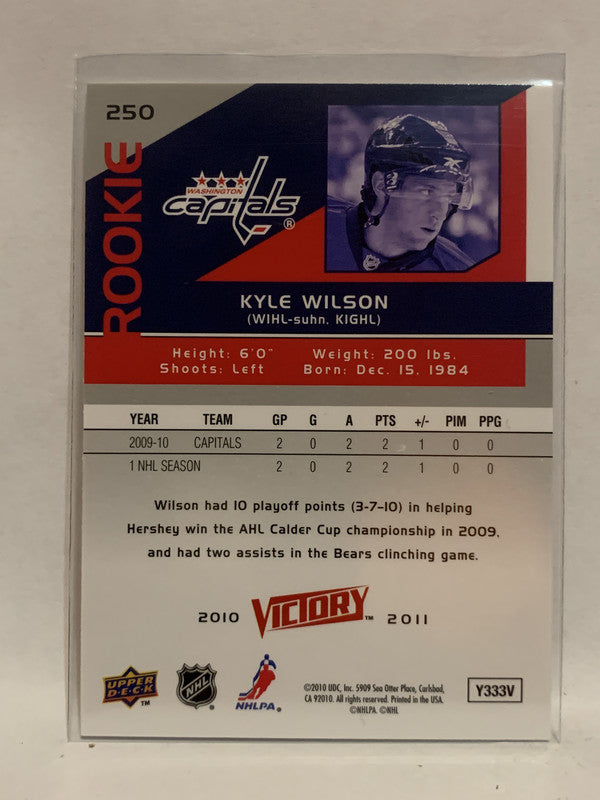 250
ROOKIE
WASHINGTON
capitals®
KYLE WILSON
(WIHL-suhn, KIGHL)
Height: 6'0" Weight: 200 lbs.
Shoots: Left Born: Dec. 15, 1984
YEAR TEAM GP G A PTS +/- PIM PPG
2009-10 CAPITALS 2 0 2 2 1 0 0
1 NHL SEASON 2 0 2 2 1 0 0
Wilson had 10 playoff points (3-7-10) in helping
Hershey win the AHL Calder Cup championship in 2009,
and had two assists in the Bears clinching game.
2010 VICTORY™ 2011
UPPER DECK™
NHL
NHLPA.
©2010 UDC, Inc. 5909 Sea Otter Place, Carlsbad,
CA 92010. All rights reserved. Printed in the USA.
©NHLPA. ©NHL
Y333V